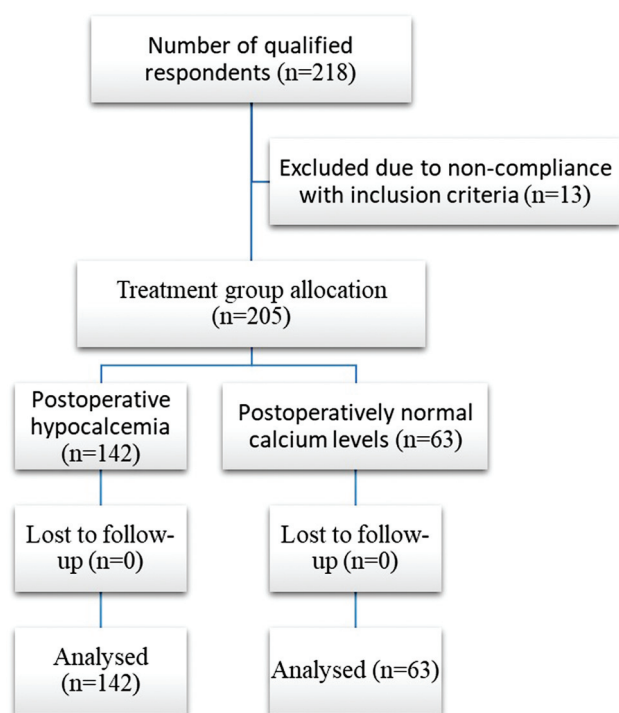 Number of qualified
respondents (n=218)
Excluded due to non-compliance
with inclusion criteria (n=13)
Treatment group allocation
(n=205)
Postoperative
hypocalcemia
(n=142)
Postoperatively normal
calcium levels (n=63)
Lost to follow-
up (n=0)
Lost to follow-
up (n=0)
Analysed
(n=142)
Analysed (n=63)